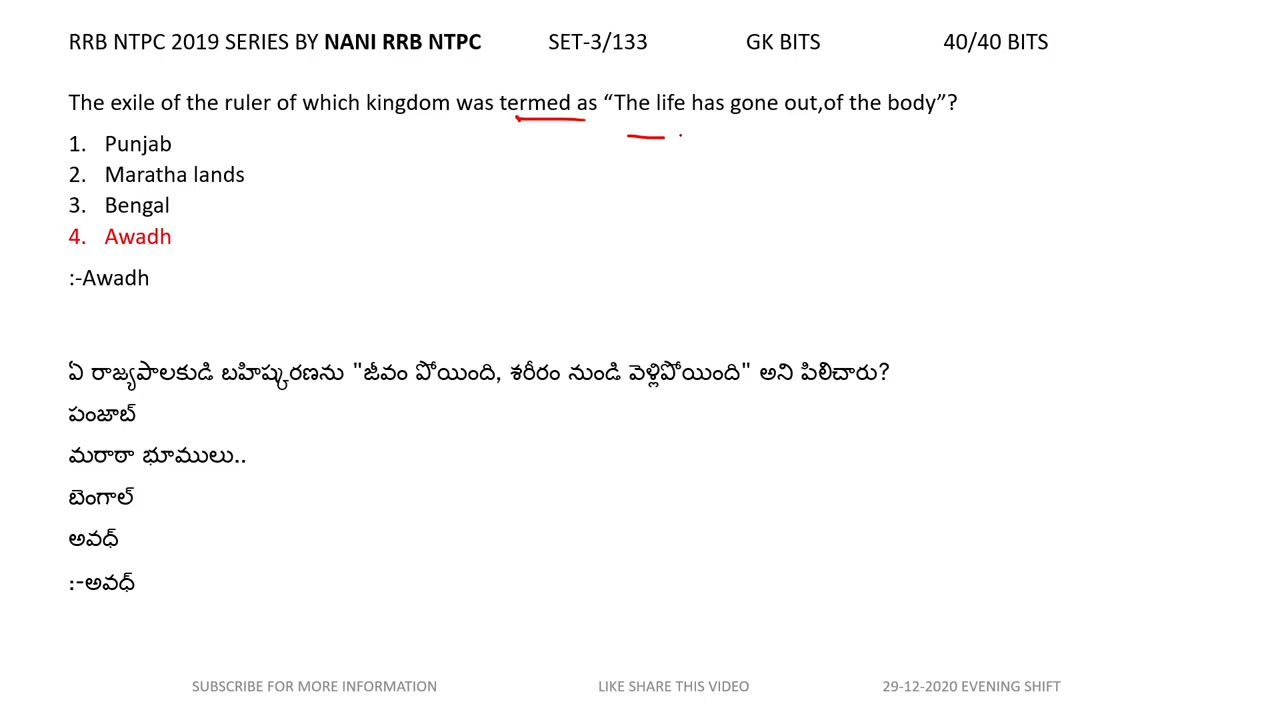 RRB NTPC 2019 SERIES BY NANI RRB NTPC SET-3/133 GK BITS 40/40 BITS
The exile of the ruler of which kingdom was termed as “The life has gone out,of the body”?
1. Punjab
2. Maratha lands
3. Bengal
4. Awadh
:-Awadh
ఏ రాజ్యపాలకుడి బహిష్కరణను "జీవం పోయింది, శరీరం నుండి వెళ్లిపోయింది" అని పిలిచారు?
పంజాబ్
మరాఠా భూములు..
బెంగాల్
అవధ్
:-అవధ్
SUBSCRIBE FOR MORE INFORMATION LIKE SHARE THIS VIDEO 29-12-2020 EVENING SHIFT